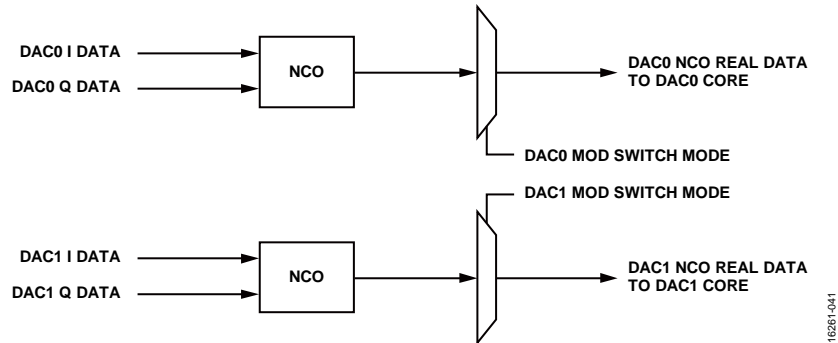 DAC0 I DATA
DAC0 Q DATA
NCO
DAC0 NCO REAL DATA
TO DAC0 CORE
DAC0 MOD SWITCH MODE
DAC1 MOD SWITCH MODE
DAC1 I DATA
DAC1 Q DATA
NCO
DAC1 NCO REAL DATA
TO DAC1 CORE
16261-041